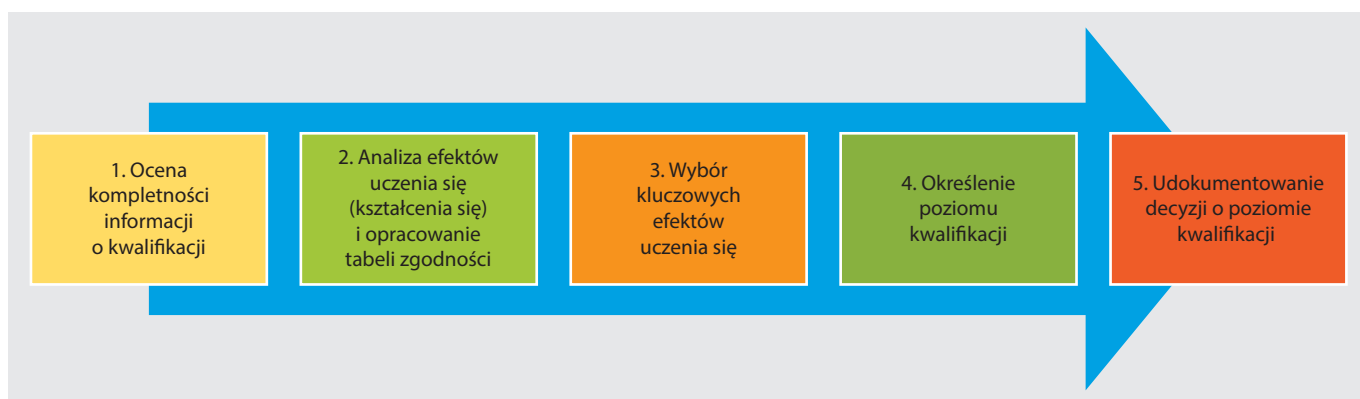 1. Ocena
kompletności
informacji
o kwalifikacji
2. Analiza efektów
uczenia się
(kształcenia się)
i opracowanie
tabeli zgodności
3. Wybór
kluczowych
efektów
uczenia się
4. Określenie
poziomu
kwalifikacji
5. Udokumentowanie
decyzji o poziomie
kwalifikacji